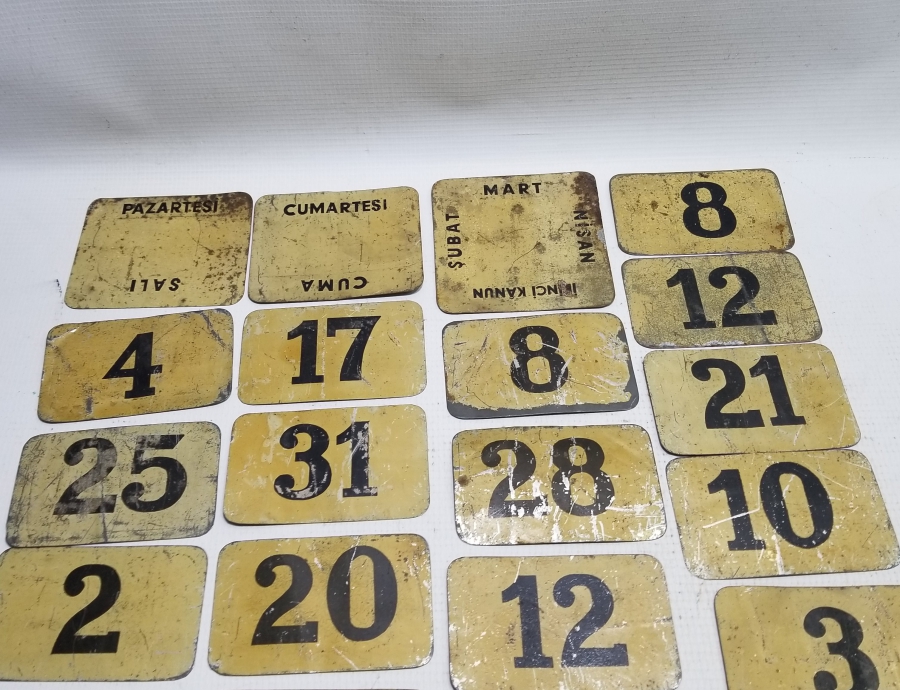 PAZARTESİ
SALI
CUMARTESİ
CUMA
MART
ŞUBAT
NİSAN
İKİNCİ KANUN
8
12
4
17
8
21
25
31
28
10
2
20
12
3